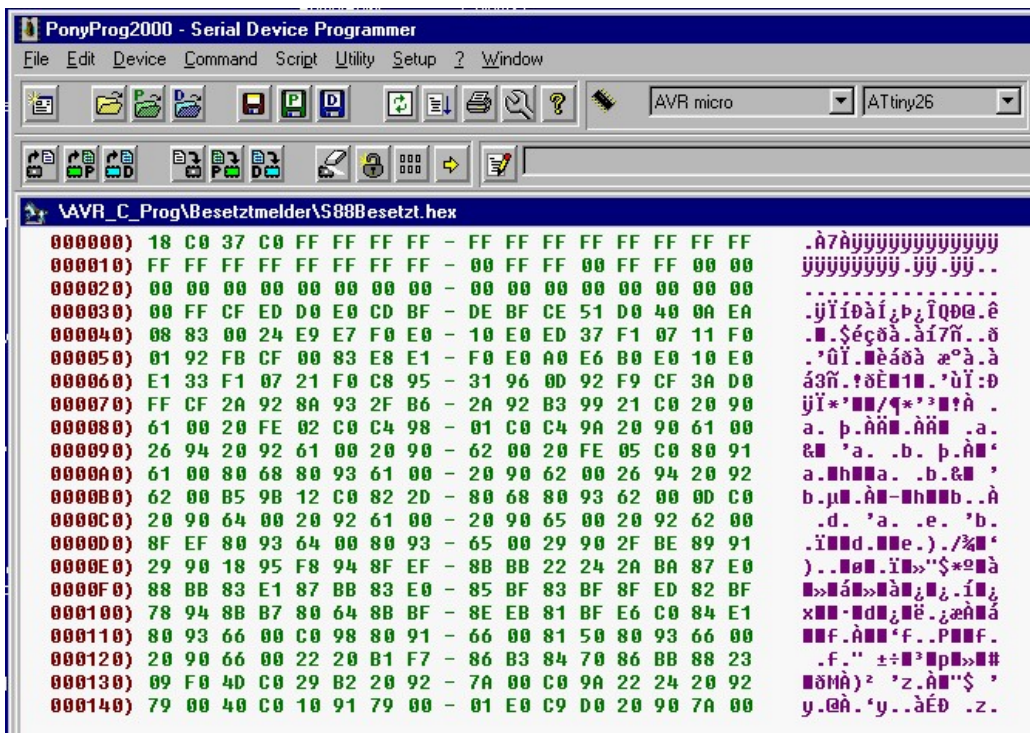 PonyProg2000 - Serial Device Programmer
File Edit Device Command Script Utility Setup ? Window
AVR micro ATtiny26
\AVR_C_Prog\Besetztmelder\S88Besetzt.hex
000000) 18 C0 37 C0 FF FF FF FF - FF FF FF FF FF FF FF FF .À7Àÿÿÿÿÿÿÿÿÿÿÿÿ
000010) FF FF FF FF FF FF FF FF - 00 FF FF 00 FF FF 00 00
000020) 00 00 00 00 00 00 00 00 - 00 00 00 00 00 00 00 00 ................
000030) 00 FF CF ED D0 E0 CD BF - DE BF CE 51 D0 40 0A EA
000040) 08 83 00 24 E9 E7 F0 E0 - 10 E0 ED 37 F1 07 11 F0
000050) 01 92 FB CF 00 83 E8 E1 - F0 E0 A0 E6 B0 E0 10 E0
000060) E1 33 F1 07 21 F0 C8 95 - 31 96 0D 92 F9 CF 3A D0
000070) FF CF 2A 92 8A 93 2F B6 - 2A 92 B3 99 21 C0 20 90
000080) 61 00 20 FE 02 C0 C4 98 - 01 C0 C4 9A 20 90 61 00
000090) 26 94 20 92 61 00 20 90 - 62 00 20 FE 05 C0 80 91
0000A0) 61 00 80 68 80 93 61 00 - 20 90 62 00 26 94 20 92
0000B0) 62 00 B5 9B 12 C0 82 2D - 80 68 80 93 62 00 0D C0
0000C0) 20 90 64 00 20 92 61 00 - 20 90 65 00 20 92 62 00
0000D0) 8F EF 80 93 64 00 80 93 - 65 00 29 90 2F BE 89 91
0000E0) 29 90 18 95 F8 94 8F EF - 8B BB 22 24 2A BA 87 E0
0000F0) 88 BB 83 E1 87 BB 83 E0 - 85 BF 83 BF 8F ED 82 BF
000100) 78 94 8B B7 80 64 8B BF - 8E EB 81 BF E6 C0 84 E1
000110) 80 93 66 00 C0 98 80 91 - 66 00 81 50 80 93 66 00
000120) 20 90 66 00 22 20 B1 F7 - 86 B3 84 70 86 BB 88 23
000130) 09 F0 4D C0 29 B2 20 92 - 7A 00 C0 9A 22 24 20 92
000140) 79 00 40 C0 10 91 79 00 - 01 E0 C9 D0 20 90 7A 00